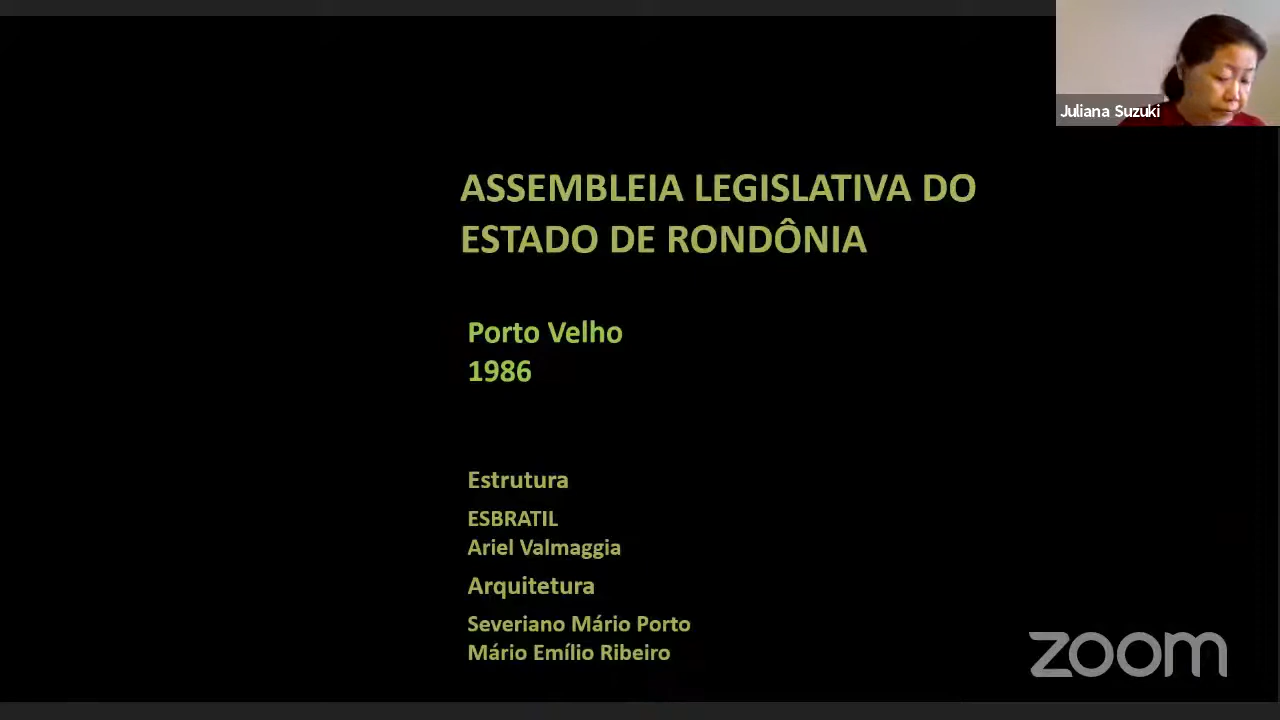 Juliana Suzuki
ASSEMBLEIA LEGISLATIVA DO
ESTADO DE RONDÔNIA
Porto Velho
1986
Estrutura
ESBRATIL
Ariel Valmaggia
Arquitetura
Severiano Mário Porto
Mário Emílio Ribeiro
zoom